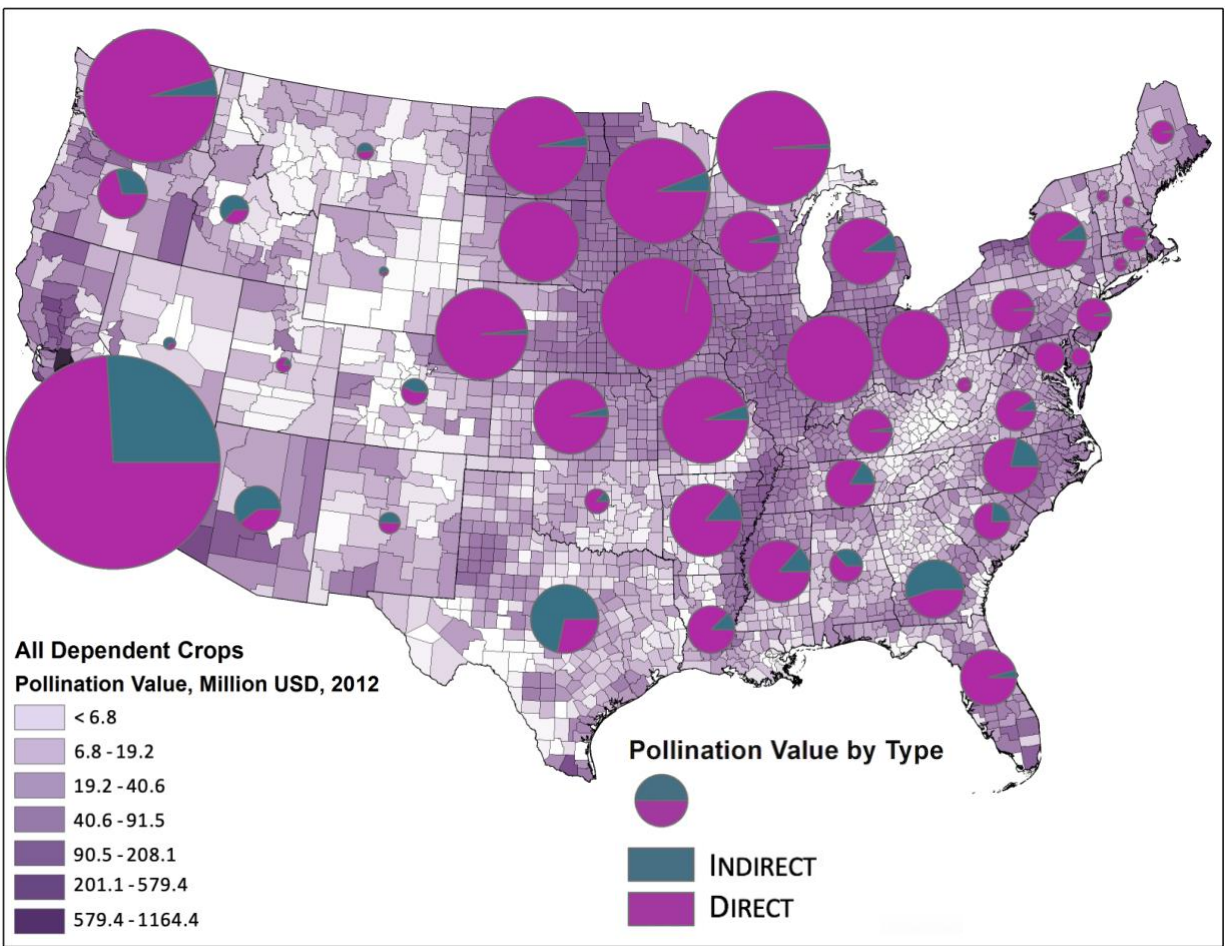 All Dependent Crops
Pollination Value, Million USD, 2012
< 6.8
6.8 - 19.2
19.2 - 40.6
40.6 - 91.5
90.5 - 208.1
201.1 - 579.4
579.4 - 1164.4
Pollination Value by Type
INDIRECT
DIRECT